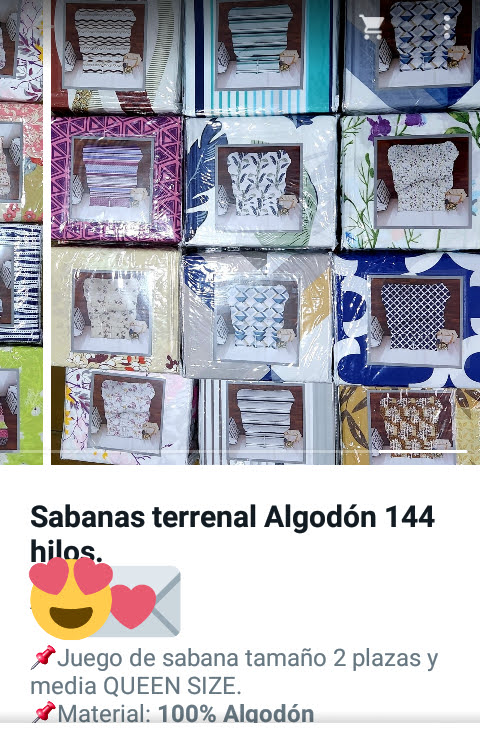 Sabanas terrenal Algodón 144
hilos.
📌Juego de sabana tamaño 2 plazas y
media QUEEN SIZE.
📌Material: 100% Algodón